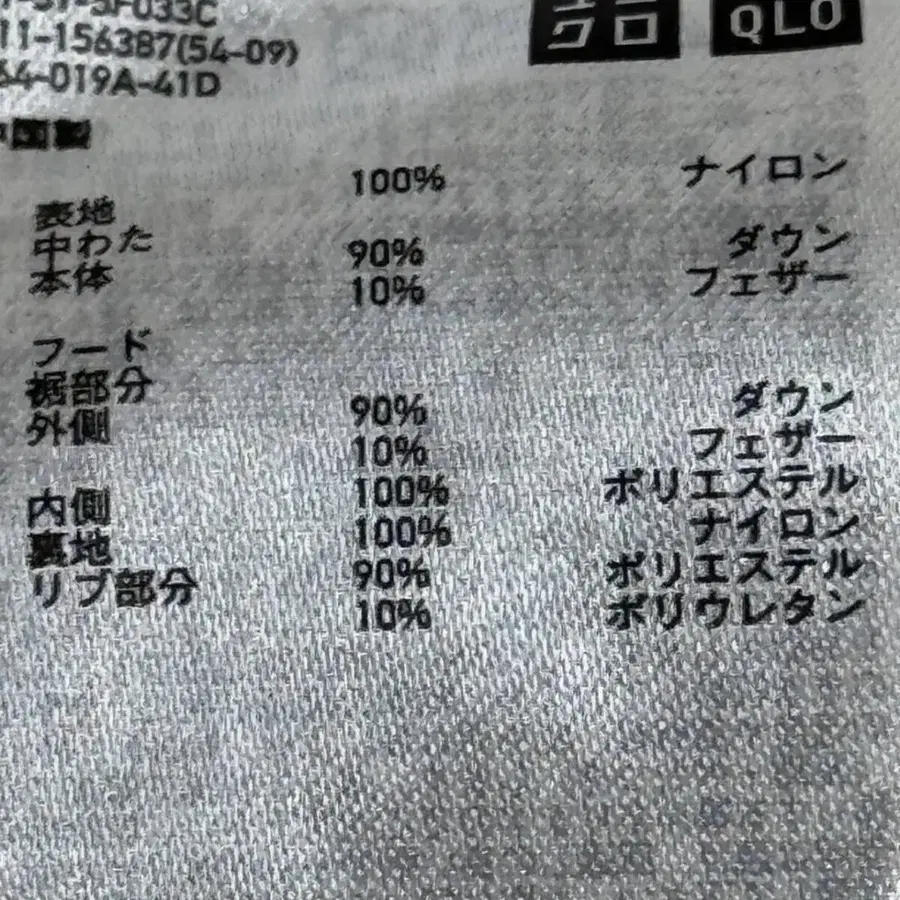 033C
11-156387(54-09)
64-019A-41D
クロ
QLO
中国製
表地 100% ナイロン
中わた
本体 90% ダウン
10% フェザー
フード
裾部分
外側 90% ダウン
10% フェザー
内側 100% ポリエステル
裏地 100% ナイロン
リブ部分 90% ポリエステル
10% ポリウレタン